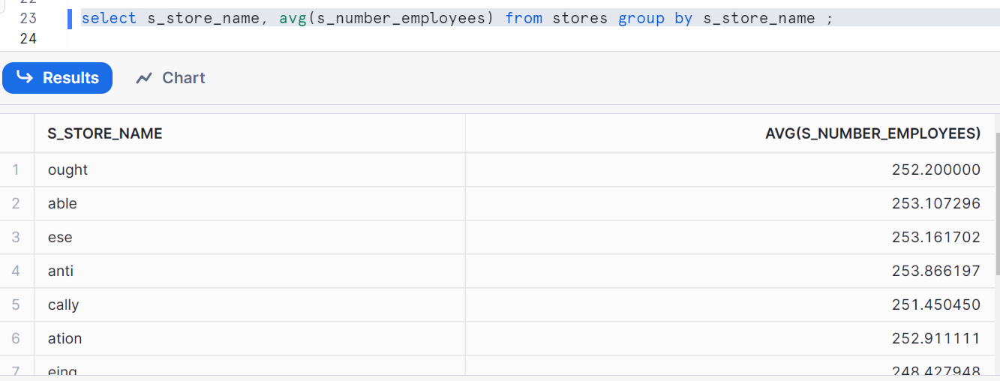 23 select s_store_name, avg(s_number_employees) from stores group by s_store_name ;
24
Results Chart
S_STORE_NAME AVG(S_NUMBER_EMPLOYEES)
1 ought 252.200000
2 able 253.107296
3 ese 253.161702
4 anti 253.866197
5 cally 251.450450
6 ation 252.911111
7 eing 248.427948